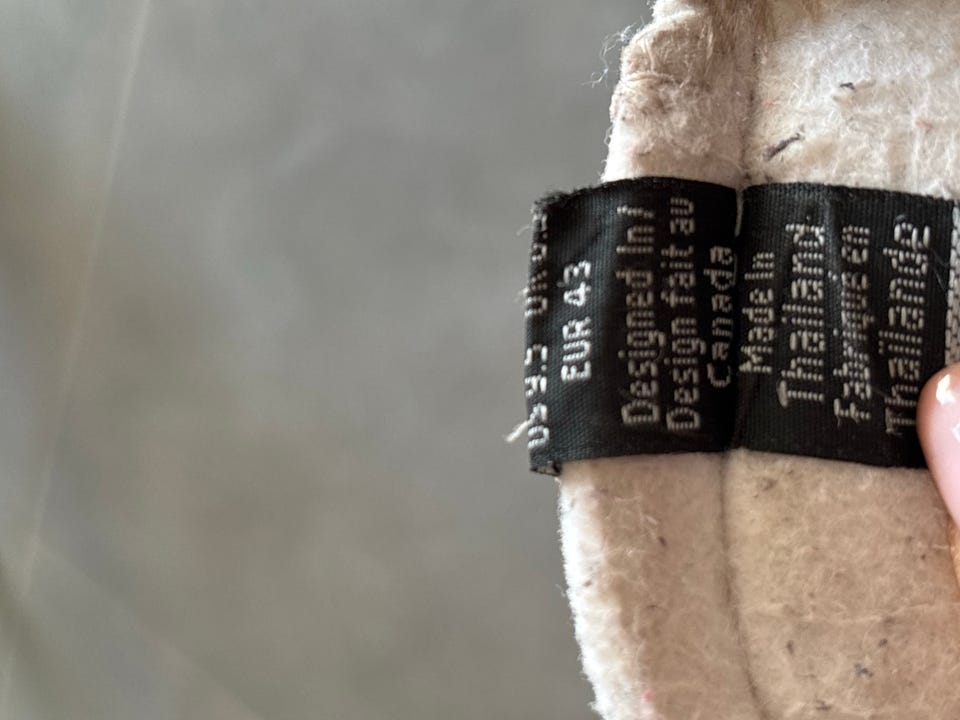 EUR 43
Designed In/
Design fait au
Canada
Made In
Thailand
Fabriqué en
Thaïlande